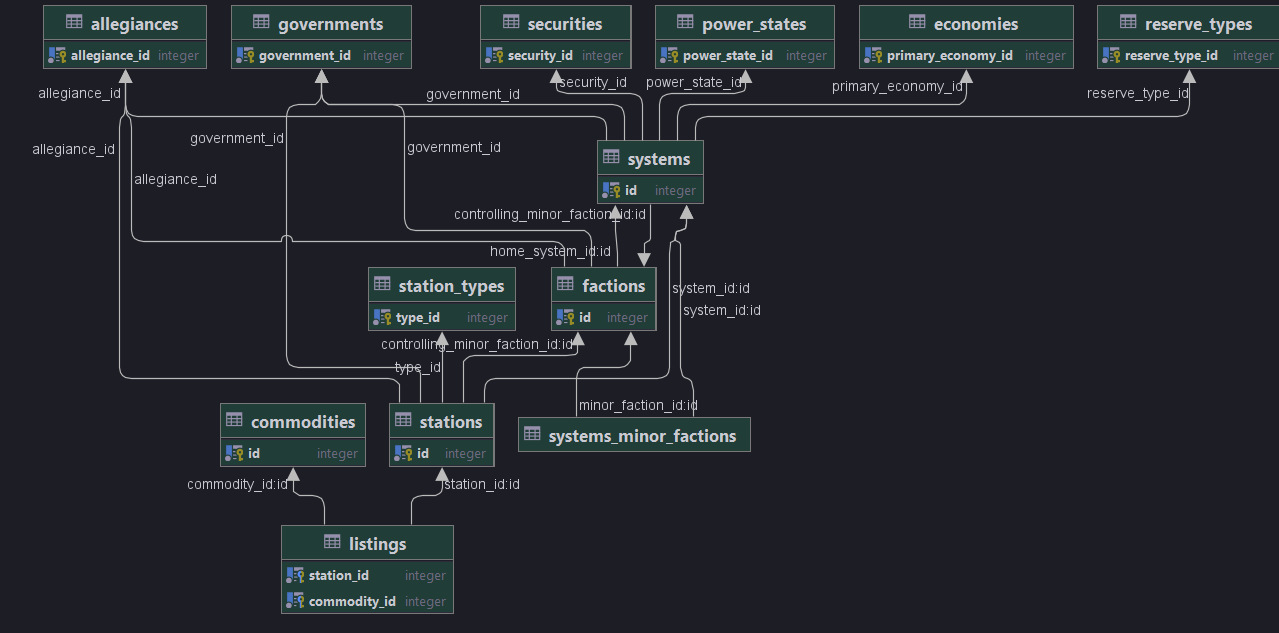 allegiances
governments
securities
power_states
economies
reserve_types
allegiance_id integer
government_id integer
security_id integer
power_state_id integer
primary_economy_id integer
reserve_type_id integer
allegiance_id
government_id
security_id
power_state_id
primary_economy_id
reserve_type_id
allegiance_id
government_id
government_id
allegiance_id
systems
id integer
controlling_minor_faction_id:id
home_system_id:id
station_types
type_id integer
factions
id integer
system_id:id
system_id:id
controlling_minor_faction_id:id
type_id
minor_faction_id:id
commodities
id integer
stations
id integer
systems_minor_factions
commodity_id:id
station_id:id
listings
station_id integer
commodity_id integer